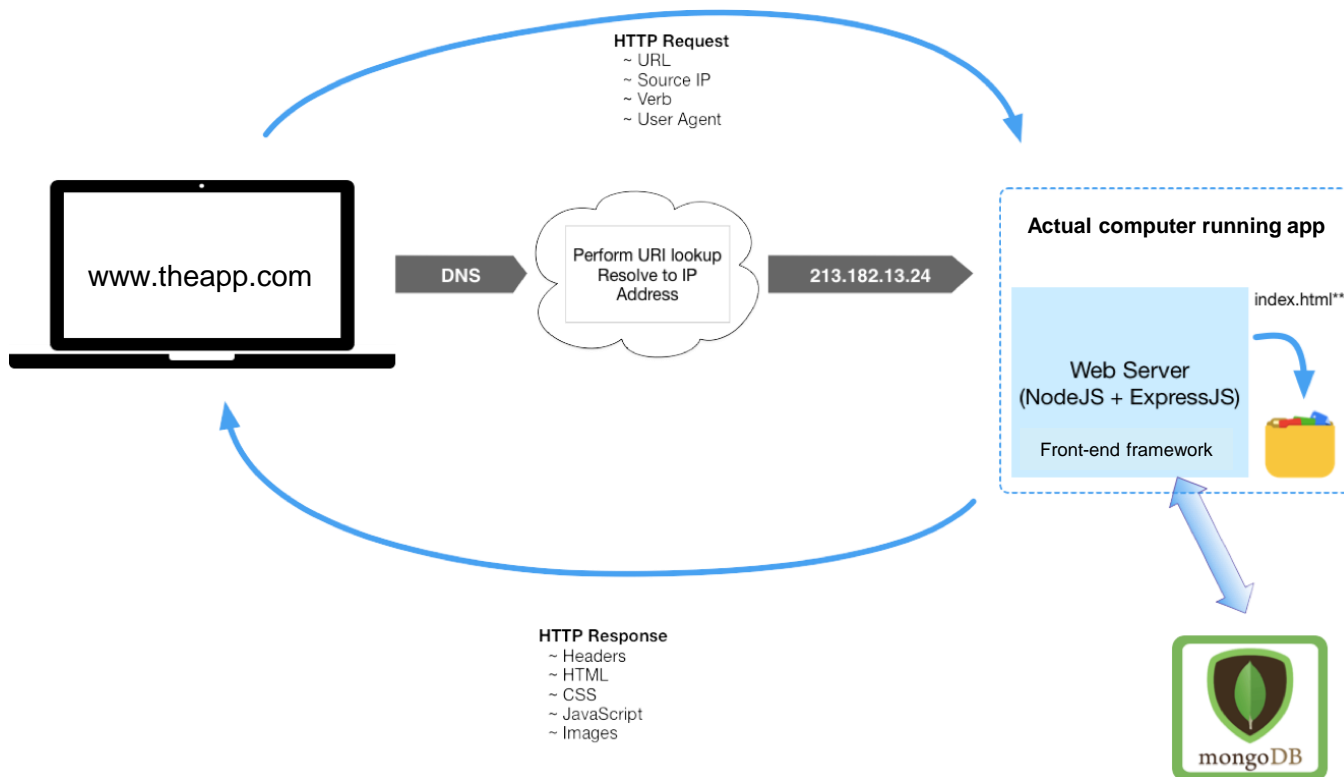 HTTP Request
~ URL
~ Source IP
~ Verb
~ User Agent
www.theapp.com
DNS
Perform URI lookup
Resolve to IP
Address
213.182.13.24
Actual computer running app
index.html**
Web Server
(NodeJS + ExpressJS)
Front-end framework
HTTP Response
~ Headers
~ HTML
~ CSS
~ JavaScript
~ Images
mongoDB